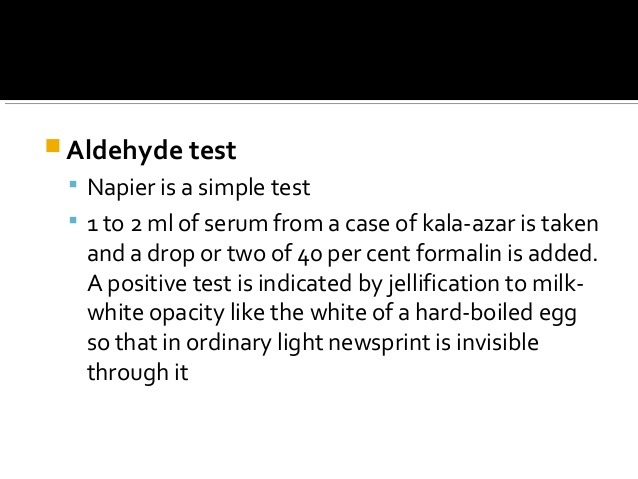 Aldehyde test
Napier is a simple test
1 to 2 ml of serum from a case of kala-azar is taken
and a drop or two of 40 per cent formalin is added.
A positive test is indicated by jellification to milk-
white opacity like the white of a hard-boiled egg
so that in ordinary light newsprint is invisible
through it